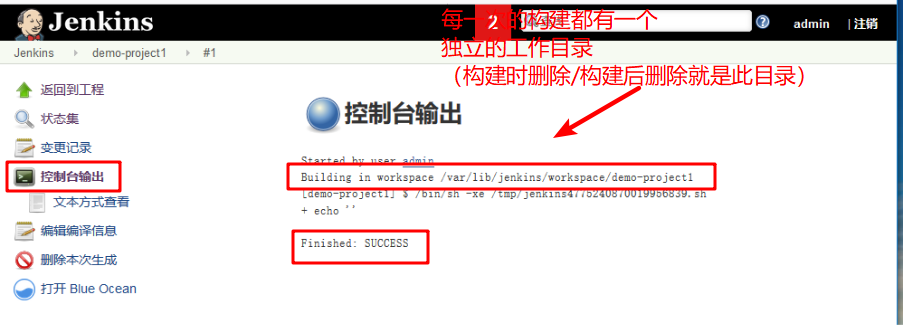 Jenkins
2
admin
| 注销
每一 的构建都有一个
独立的工作目录
（构建时删除/构建后删除就是此目录）
Jenkins
demo-project1
#1
返回到工程
状态集
变更记录
控制台输出
文本方式查看
编辑编译信息
删除本次生成
打开 Blue Ocean
控制台输出
Started by user admin
Building in workspace /var/lib/jenkins/workspace/demo-project1
[demo-project1] $ /bin/sh -xe /tmp/jenkins4775240870019956839.sh
+ echo ''
Finished: SUCCESS